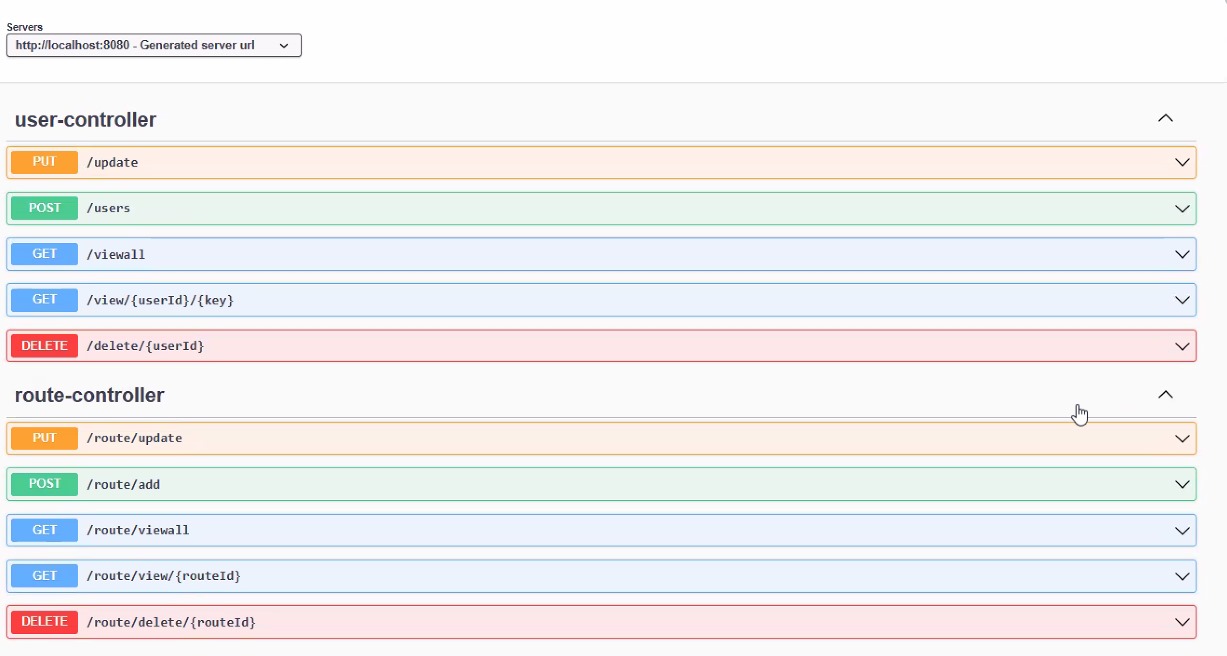 Servers
http://localhost:8080 - Generated server url
user-controller
PUT /update
POST /users
GET /viewall
GET /view/{userId}/{key}
DELETE /delete/{userId}
route-controller
PUT /route/update
POST /route/add
GET /route/viewall
GET /route/view/{routeId}
DELETE /route/delete/{routeId}